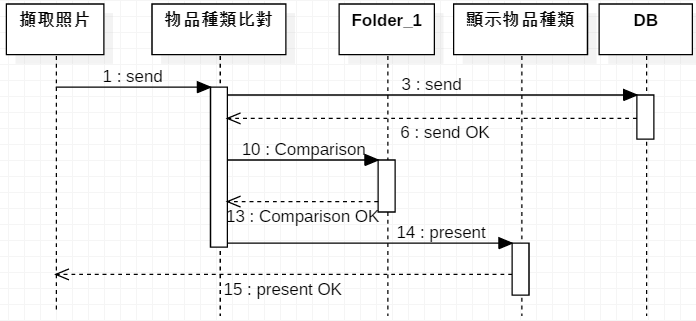 擷取照片
物品種類比對
Folder_1
顯示物品種類
DB
1 : send
3 : send
6 : send OK
10 : Comparison
13 : Comparison OK
14 : present
15 : present OK